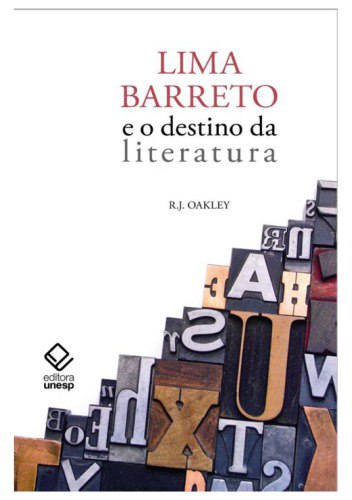 LIMA
BARRETO
e o destino da
literatura
R.J. OAKLEY
editora
unesp